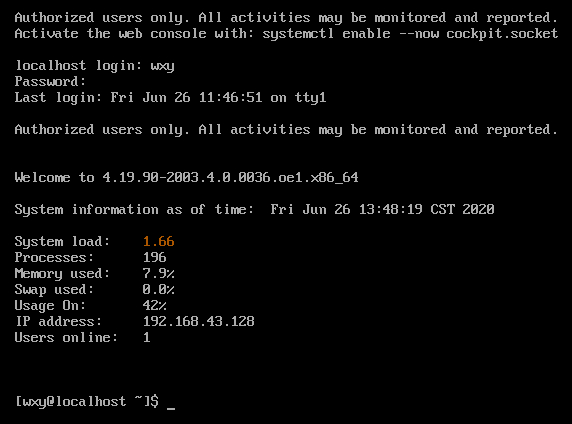 Authorized users only. All activities may be monitored and reported.
Activate the web console with: systemctl enable --now cockpit.socket
localhost login: wxy
Password:
Last login: Fri Jun 26 11:46:51 on tty1
Authorized users only. All activities may be monitored and reported.
Welcome to 4.19.90-2003.4.0.0036.oe1.x86_64
System information as of time:  Fri Jun 26 13:48:19 CST 2020
System load:    1.66
Processes:      196
Memory used:    7.9%
Swap used:      0.0%
Usage On:       42%
IP address:     192.168.43.128
Users online:   1
[wxy@localhost ~]$ _